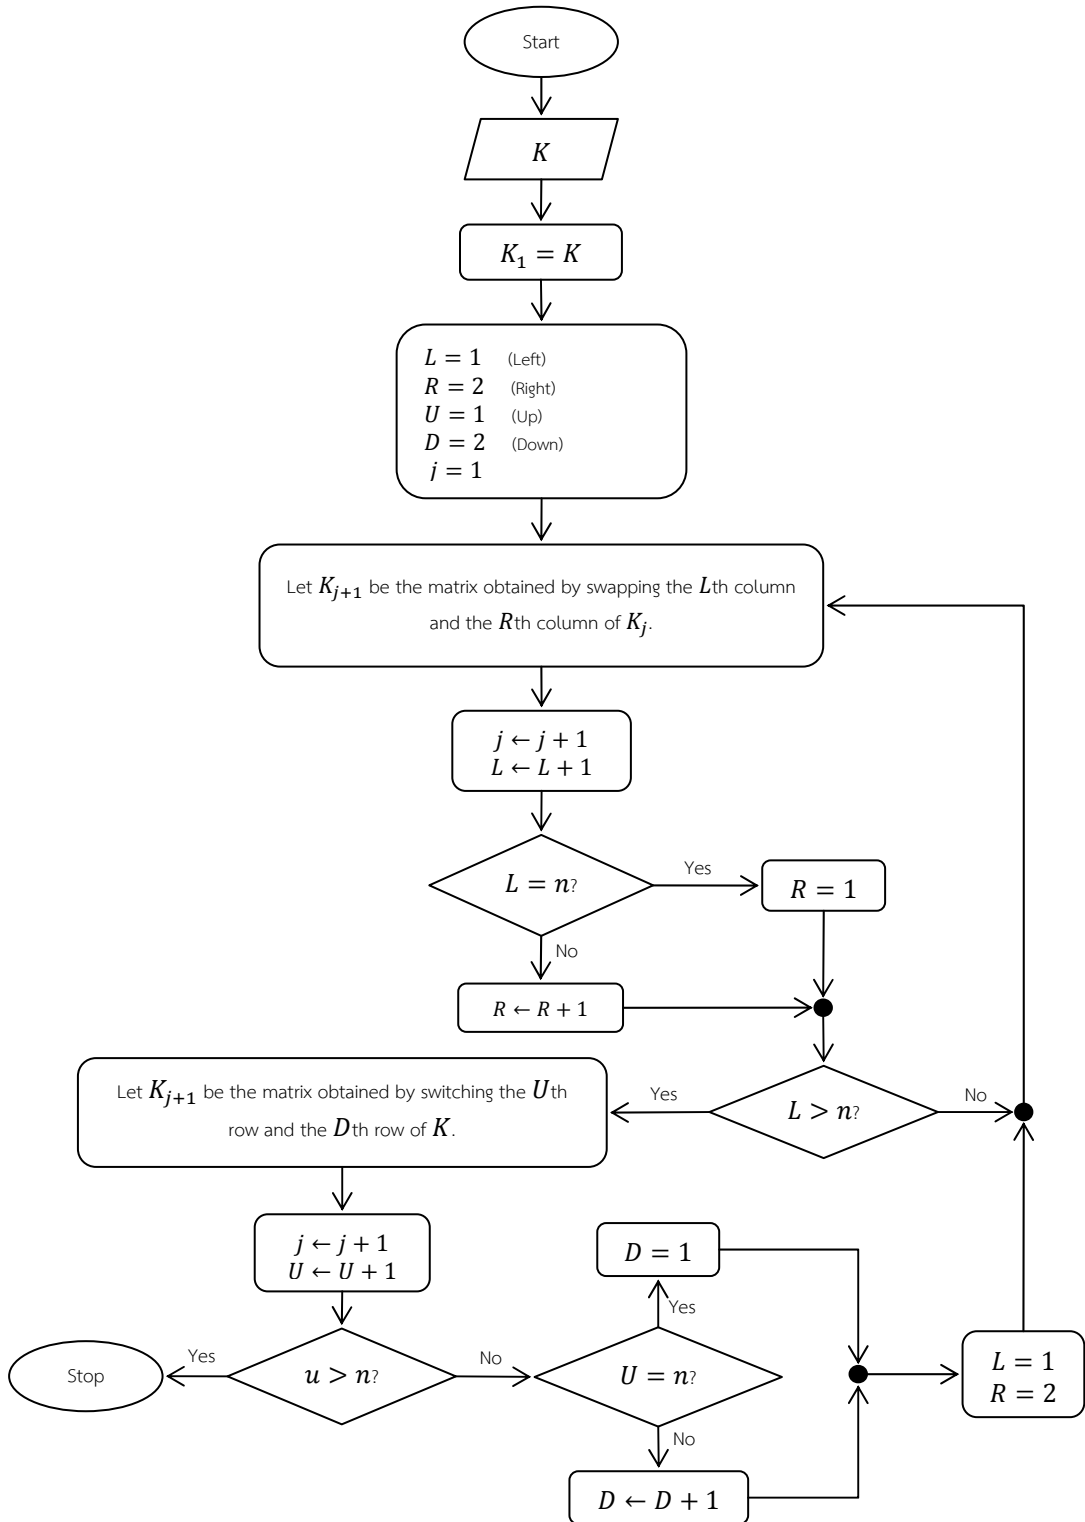 Start
K
K₁ = K
L = 1 (Left)
R = 2 (Right)
U = 1 (Up)
D = 2 (Down)
j = 1
Let Kⱼ₊₁ be the matrix obtained by swapping the Lth column
and the Rth column of Kⱼ.
j ← j + 1
L ← L + 1
L = n?
Yes
R = 1
No
R ← R + 1
L > n?
Yes
No
Let Kⱼ₊₁ be the matrix obtained by switching the Uth
row and the Dth row of K.
j ← j + 1
U ← U + 1
D = 1
Yes
Stop
Yes
u > n?
No
U = n?
L = 1
R = 2
No
D ← D + 1